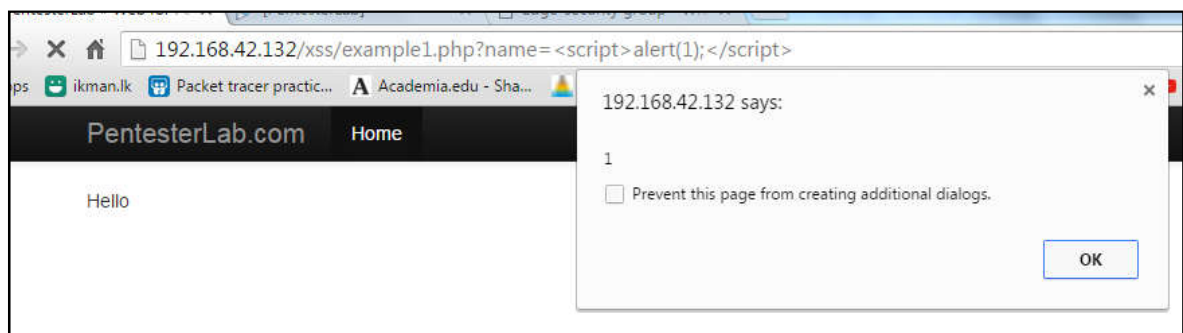 192.168.42.132/xss/example1.php?name=<script>alert(1);</script>
ikman.lk Packet tracer practic... A Academia.edu - Sha...
192.168.42.132 says:
PentesterLab.com Home
1
Prevent this page from creating additional dialogs.
Hello
OK